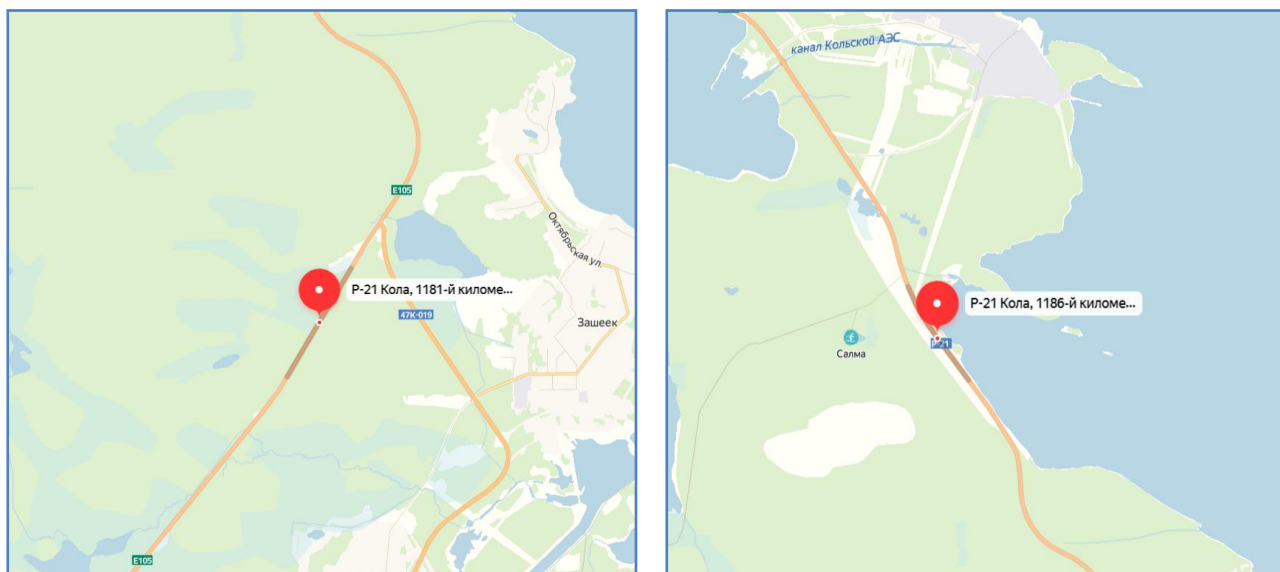 E105
Октябрьская ул.
Р-21 Кола, 1181-й киломе...
47К-019
Зашеек
E105
канал Кольской АЭС
Р-21 Кола, 1186-й киломе...
Р-21
Салма